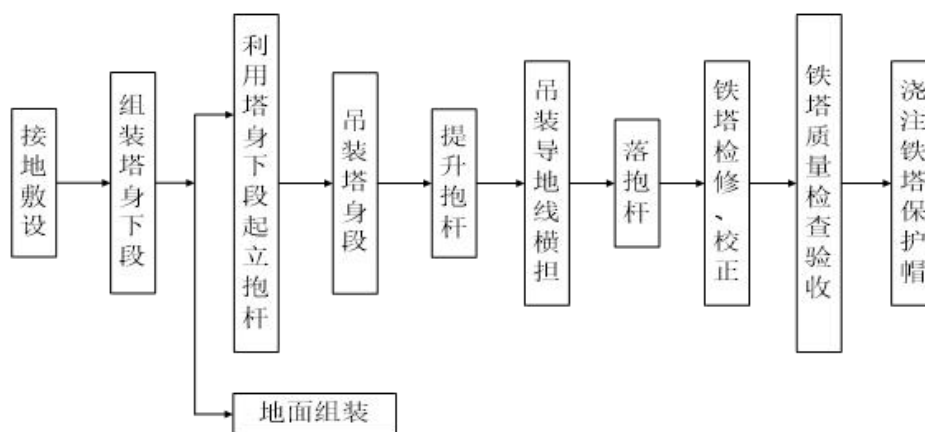 接地敷设
组装塔身下段
利用塔身下段起立抱杆
吊装塔身段
提升抱杆
吊装导地线横担
落抱杆
铁塔检修、校正
铁塔质量检查验收
浇注铁塔保护帽
地面组装